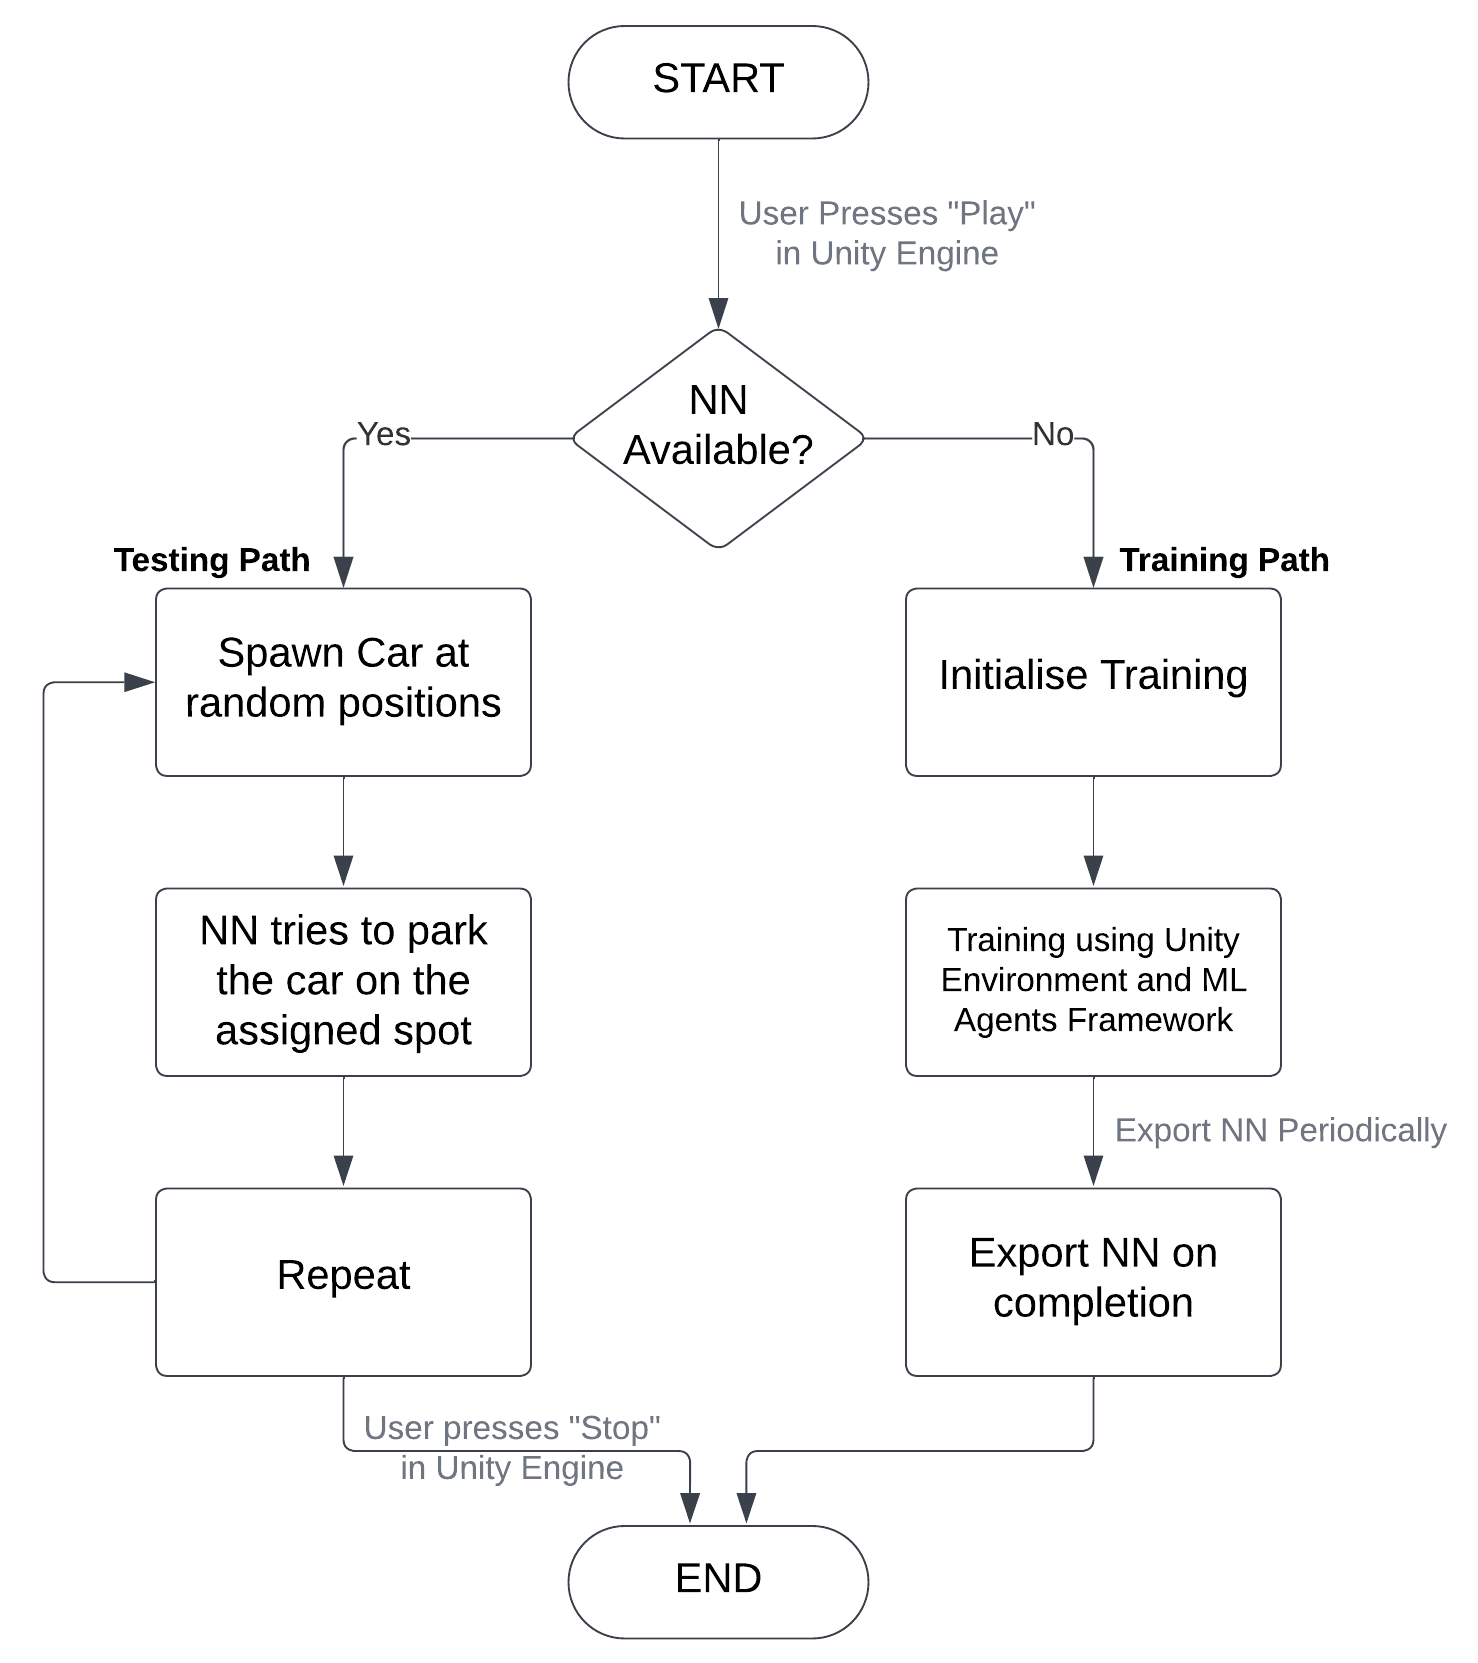 START
User Presses "Play"
in Unity Engine
NN
Available?
Yes
No
Testing Path
Training Path
Spawn Car at
random positions
Initialise Training
NN tries to park
the car on the
assigned spot
Training using Unity
Environment and ML
Agents Framework
Export NN Periodically
Repeat
Export NN on
completion
User presses "Stop"
in Unity Engine
END